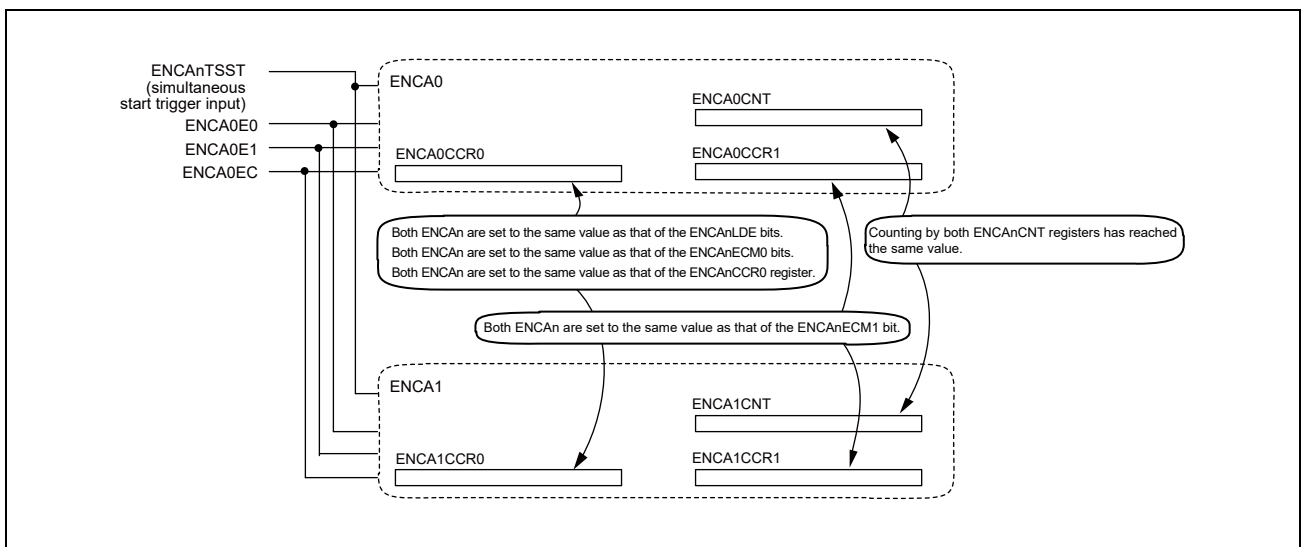 ENCAnTSST
(simultaneous
start trigger input)
ENCA0E0
ENCA0E1
ENCA0EC
ENCA0
ENCA0CNT
ENCA0CCR0
ENCA0CCR1
Both ENCAn are set to the same value as that of the ENCAnLDE bits.
Both ENCAn are set to the same value as that of the ENCAnECM0 bits.
Both ENCAn are set to the same value as that of the ENCAnCCR0 register.
Counting by both ENCAnCNT registers has reached
the same value.
Both ENCAn are set to the same value as that of the ENCAnECM1 bit.
ENCA1
ENCA1CNT
ENCA1CCR0
ENCA1CCR1